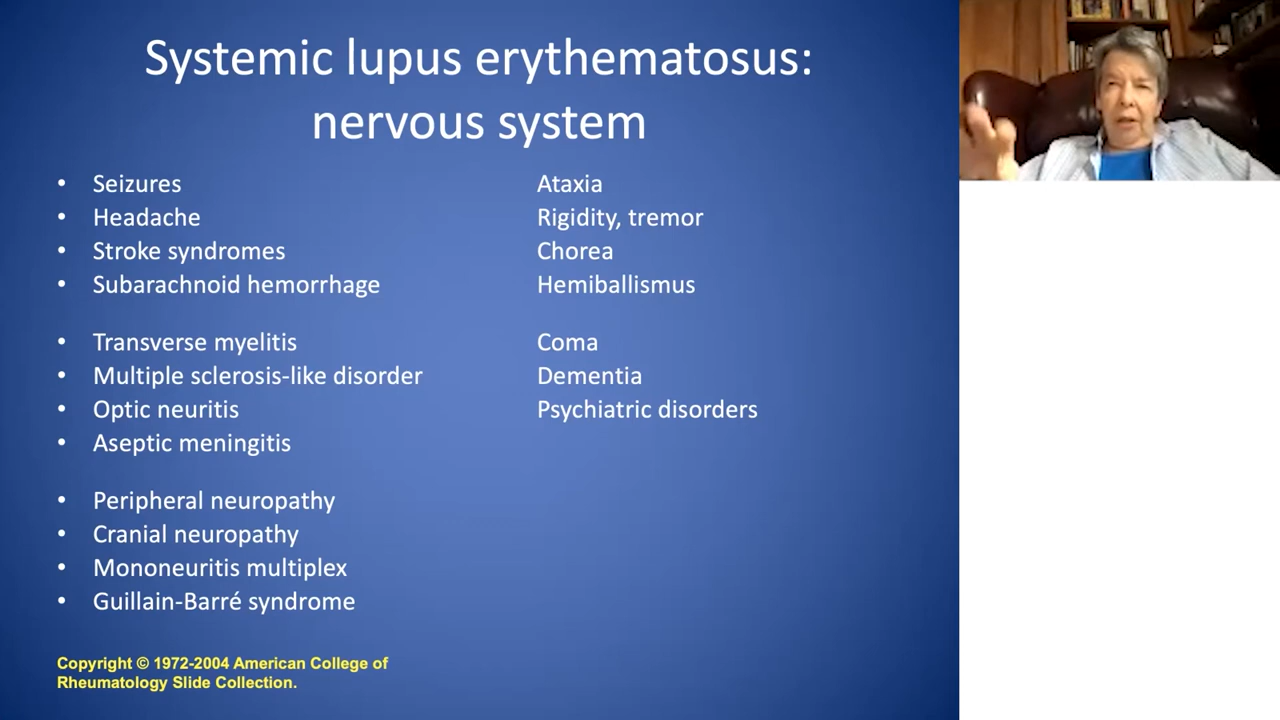 Systemic lupus erythematosus:
nervous system
• Seizures
• Headache
• Stroke syndromes
• Subarachnoid hemorrhage
• Transverse myelitis
• Multiple sclerosis-like disorder
• Optic neuritis
• Aseptic meningitis
• Peripheral neuropathy
• Cranial neuropathy
• Mononeuritis multiplex
• Guillain-Barré syndrome
Ataxia
Rigidity, tremor
Chorea
Hemiballismus
Coma
Dementia
Psychiatric disorders
Copyright © 1972-2004 American College of
Rheumatology Slide Collection.